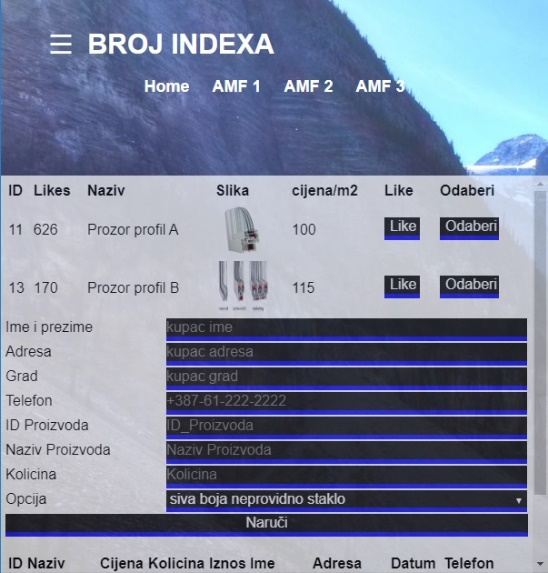 ☰ BROJ INDEXA
Home AMF 1 AMF 2 AMF 3
ID Likes Naziv Slika cijena/m2 Like Odaberi
11 626 Prozor profil A 100 Like Odaberi
13 170 Prozor profil B 115 Like Odaberi
Ime i prezime kupac ime
Adresa kupac adresa
Grad kupac grad
Telefon +387-61-222-2222
ID Proizvoda ID_Proizvoda
Naziv Proizvoda Naziv Proizvoda
Kolicina Kolicina
Opcija siva boja neprovidno staklo
Naruči
ID Naziv Cijena Kolicina Iznos Ime Adresa Datum Telefon